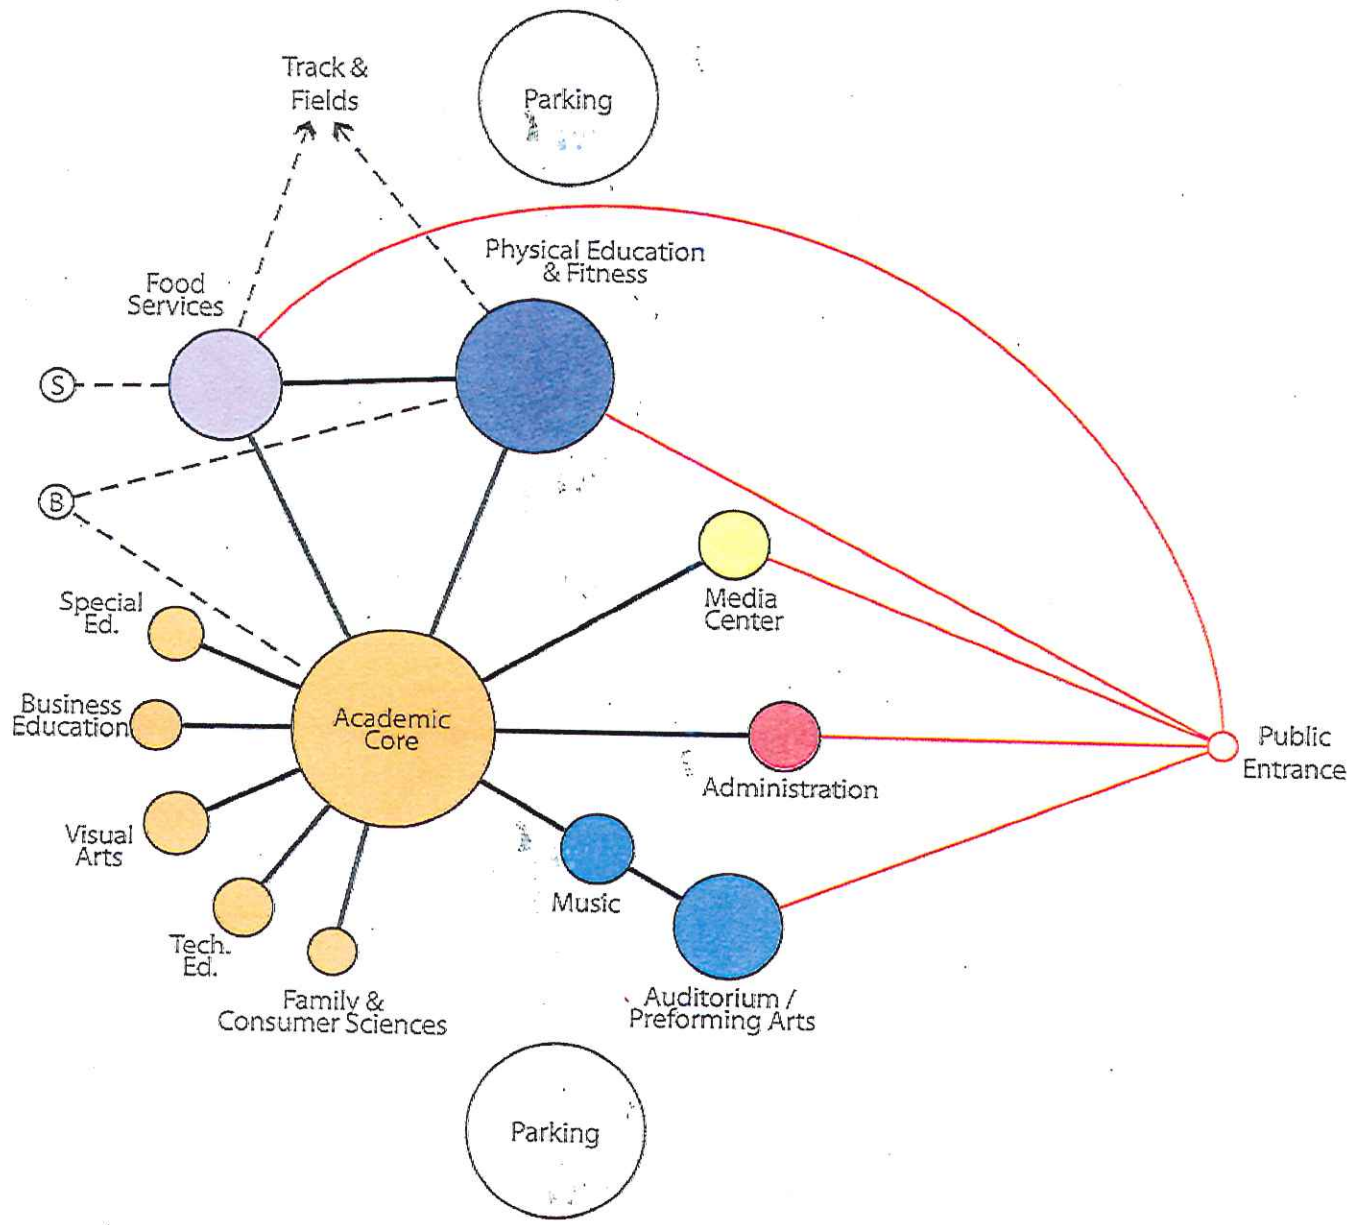 Track &
Fields
Parking
Physical Education
& Fitness
Food
Services
S
B
Media
Center
Special
Ed.
Business
Education
Academic
Core
Public
Entrance
Administration
Visual
Arts
Music
Tech.
Ed.
Family &
Consumer Sciences
Auditorium /
Preforming Arts
Parking